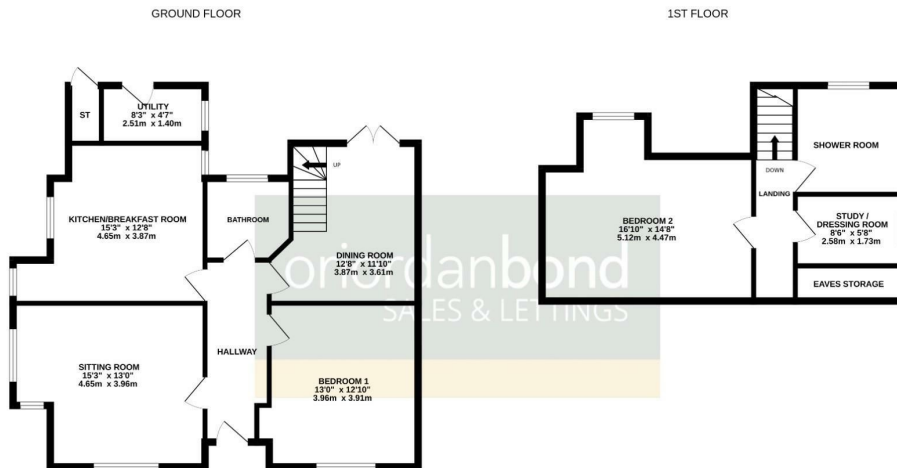 GROUND FLOOR
1ST FLOOR
UTILITY
8'3" x 4'7"
2.51m x 1.40m
ST
UP
KITCHEN/BREAKFAST ROOM
15'3" x 12'8"
4.65m x 3.87m
BATHROOM
DINING ROOM
12'8" x 11'10"
3.87m x 3.61m
HALLWAY
SITTING ROOM
15'3" x 13'0"
4.65m x 3.96m
BEDROOM 1
13'0" x 12'10"
3.96m x 3.91m
SHOWER ROOM
DOWN
LANDING
BEDROOM 2
16'10" x 14'8"
5.12m x 4.47m
STUDY /
DRESSING ROOM
8'6" x 5'8"
2.58m x 1.73m
EAVES STORAGE
oriordanbond
SALES & LETTINGS